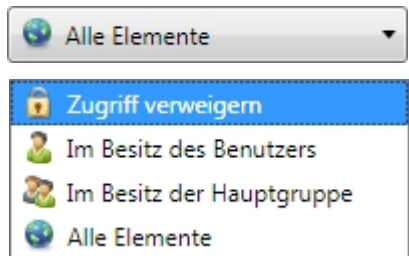 Alle Elemente
Zugriff verweigern
Im Besitz des Benutzers
Im Besitz der Hauptgruppe
Alle Elemente